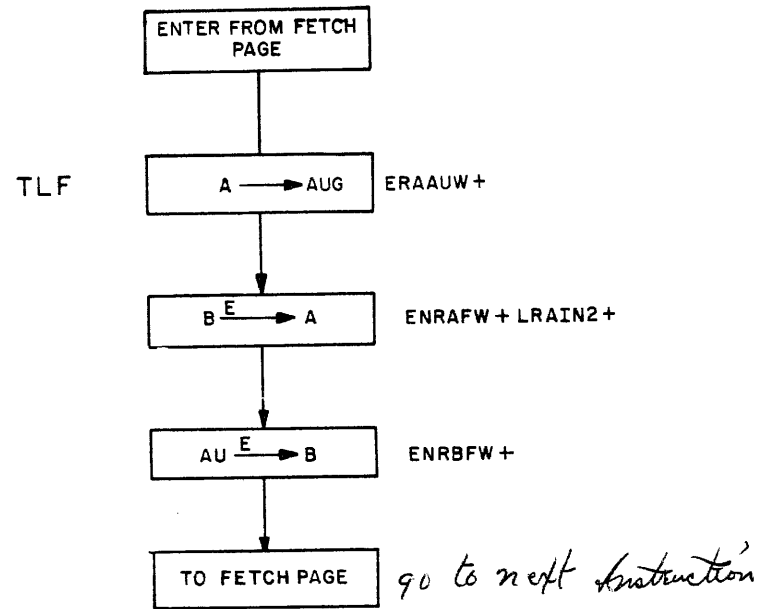 ENTER FROM FETCH
PAGE
TLF
A → AUG
ERAAUW+
B E → A
ENRAFW+ LRAIN2+
AU E → B
ENRBFW+
TO FETCH PAGE
go to next Instruction